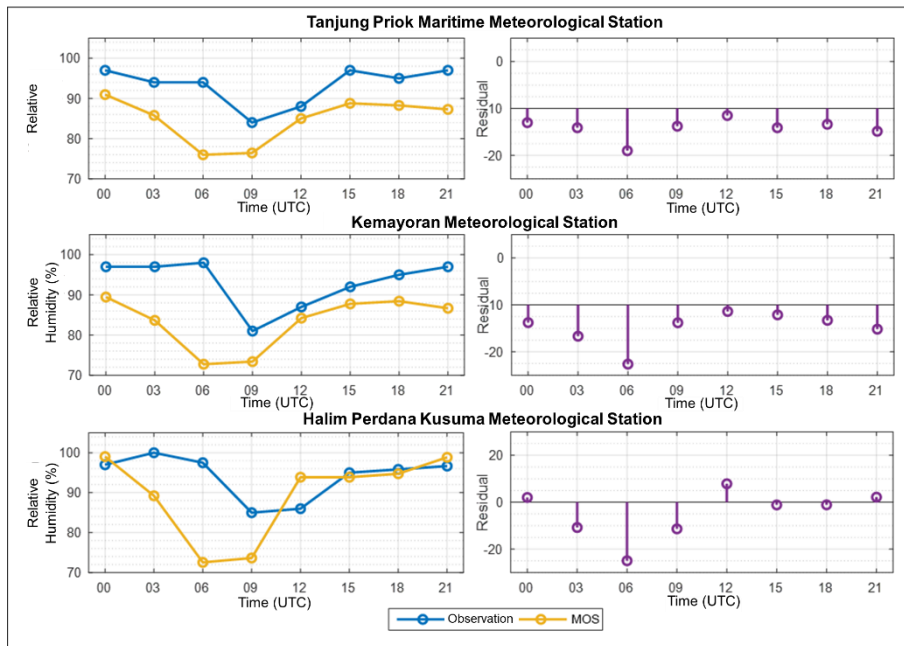 Tanjung Priok Maritime Meteorological Station
Relative
100
90
80
70
00 03 06 09 12 15 18 21
Time (UTC)
Residual
0
10
-20
00 03 06 09 12 15 18 21
Time (UTC)
Kemayoran Meteorological Station
Relative
Humidity (%)
100
90
80
70
00 03 06 09 12 15 18 21
Time (UTC)
Residual
0
10
-20
00 03 06 09 12 15 18 21
Time (UTC)
Halim Perdana Kusuma Meteorological Station
Relative
Humidity (%)
100
90
80
70
00 03 06 09 12 15 18 21
Time (UTC)
Residual
20
0
-20
00 03 06 09 12 15 18 21
Time (UTC)
Observation MOS